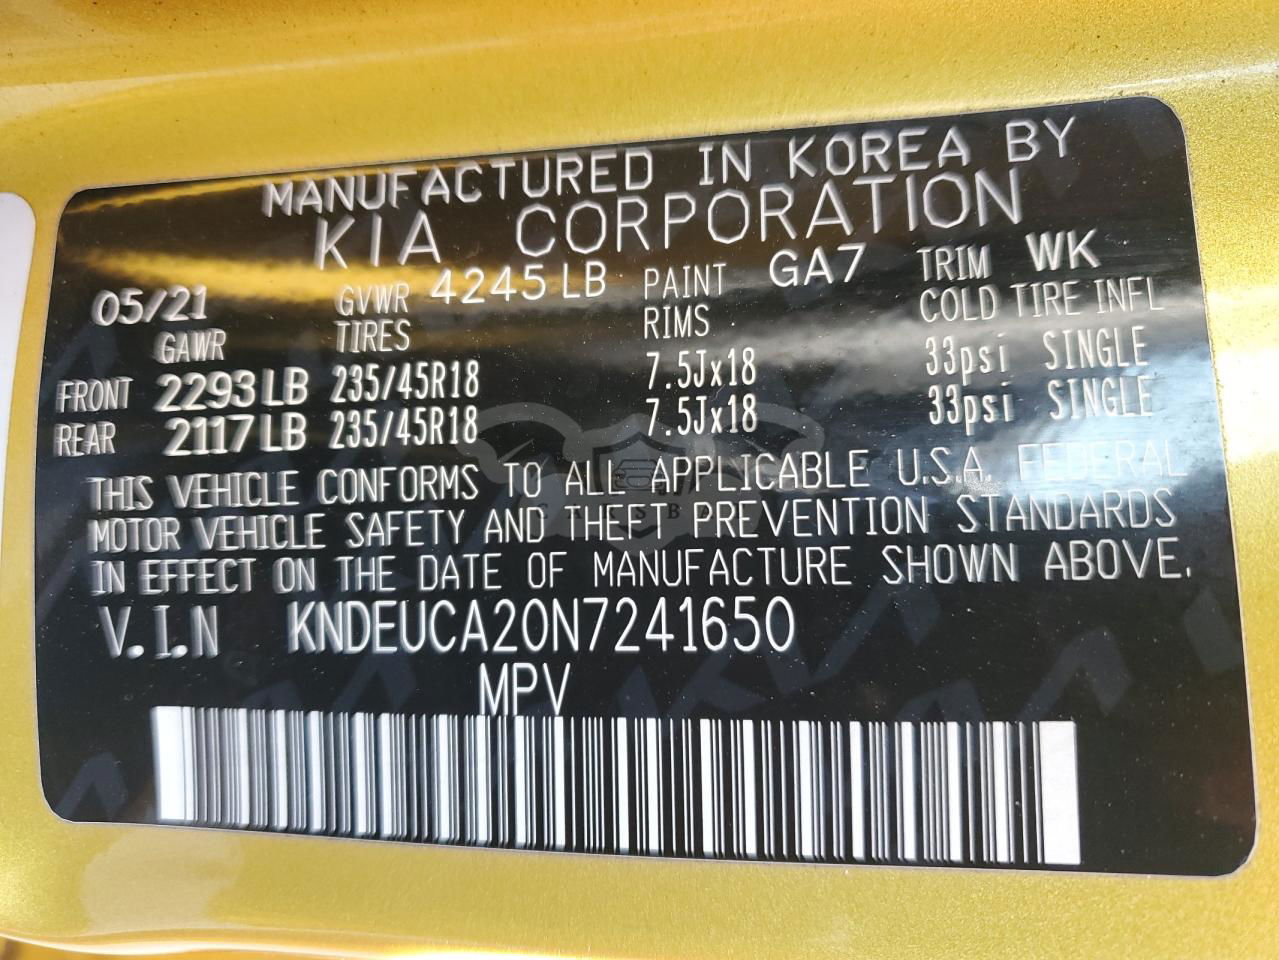 MANUFACTURED IN KOREA BY
KIA CORPORATION
05/21 GVWR 4245 LB PAINT GA7 TRIM WK
GAWR TIRES RIMS COLD TIRE INFL
FRONT 2293 LB 235/45R18 7.5Jx18 33psi SINGLE
REAR 2117 LB 235/45R18 7.5Jx18 33psi SINGLE
THIS VEHICLE CONFORMS TO ALL APPLICABLE U.S.A. FEDERAL
MOTOR VEHICLE SAFETY AND THEFT PREVENTION STANDARDS
IN EFFECT ON THE DATE OF MANUFACTURE SHOWN ABOVE.
V.I.N KNDEUCA20N7241650
MPV